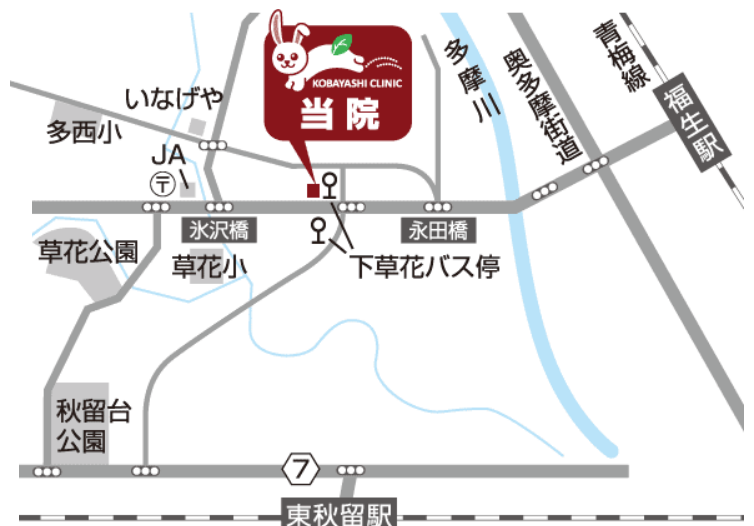 KOBAYASHI CLINIC
当院
いなげや
多西小
JA
〒
多摩川
奥多摩街道
青梅線
福生駅
氷沢橋
永田橋
草花公園
草花小
下草花バス停
秋留台
公園
7
東秋留駅